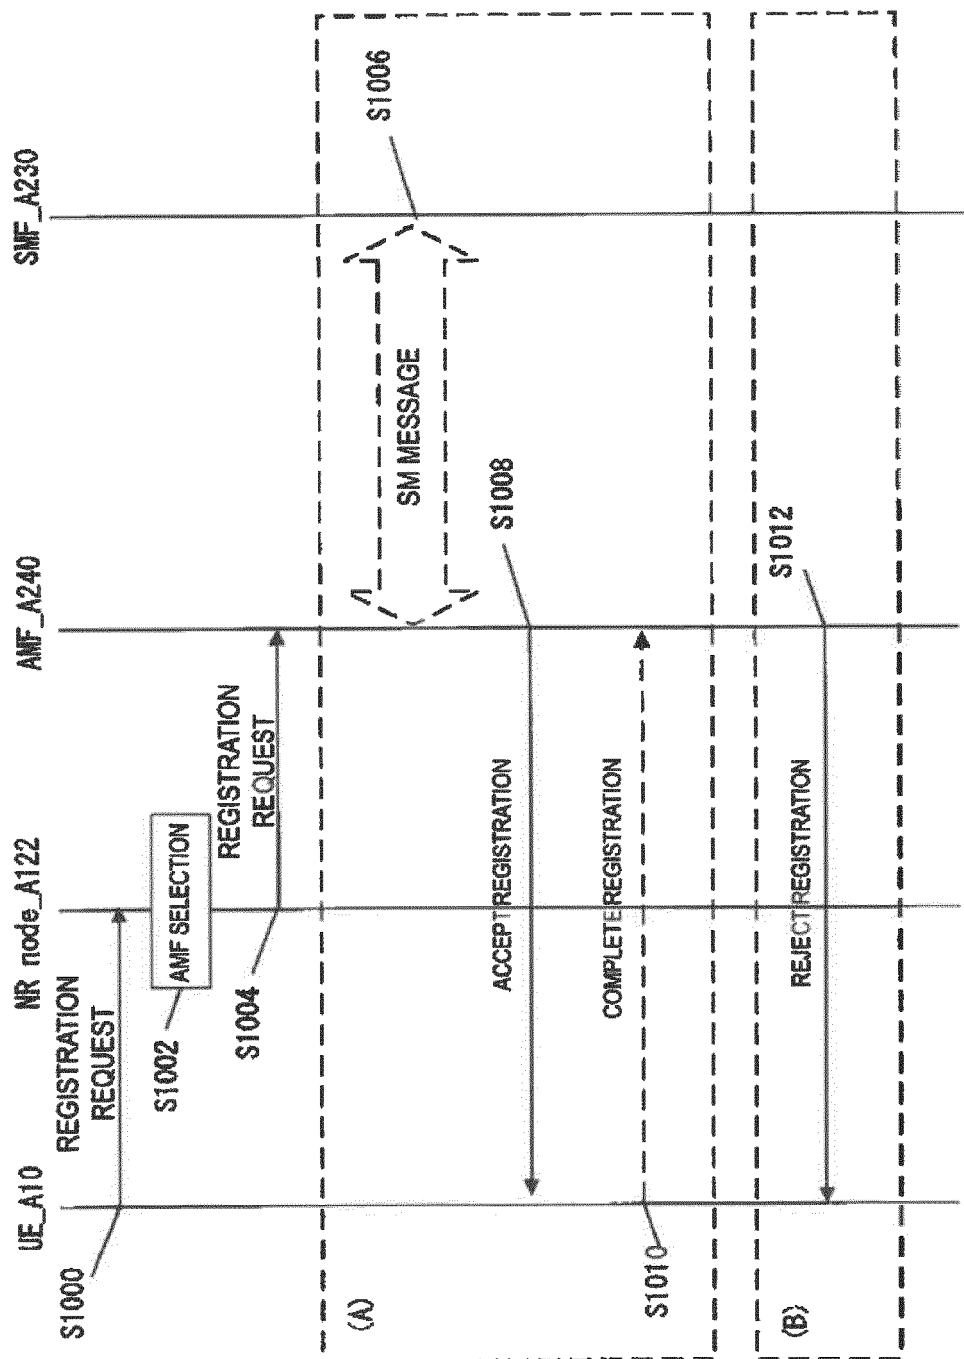 UE_A10
NR node_A122
AMF_A240
SMF_A230
S1000
REGISTRATION
REQUEST
S1002
AMF SELECTION
S1004
REGISTRATION
REQUEST
(A)
SM MESSAGE
S1006
ACCEPT REGISTRATION
S1008
COMPLETE REGISTRATION
S1010
(B)
REJECT REGISTRATION
S1012